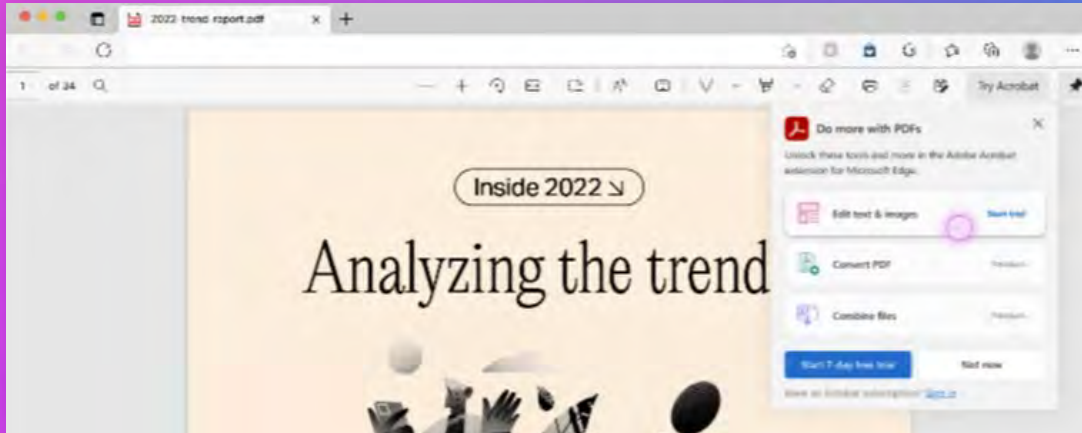 2022-trend-report.pdf
1 of 24
Try Acrobat
Inside 2022
Analyzing the trend
Do more with PDFs
Unlock these tools and more in the Adobe Acrobat
extension for Microsoft Edge.
Edit text & images Start trial
Convert PDF Premium
Combine files Premium
Start 7-day free trial Not now
Have an Acrobat subscription? Sign in